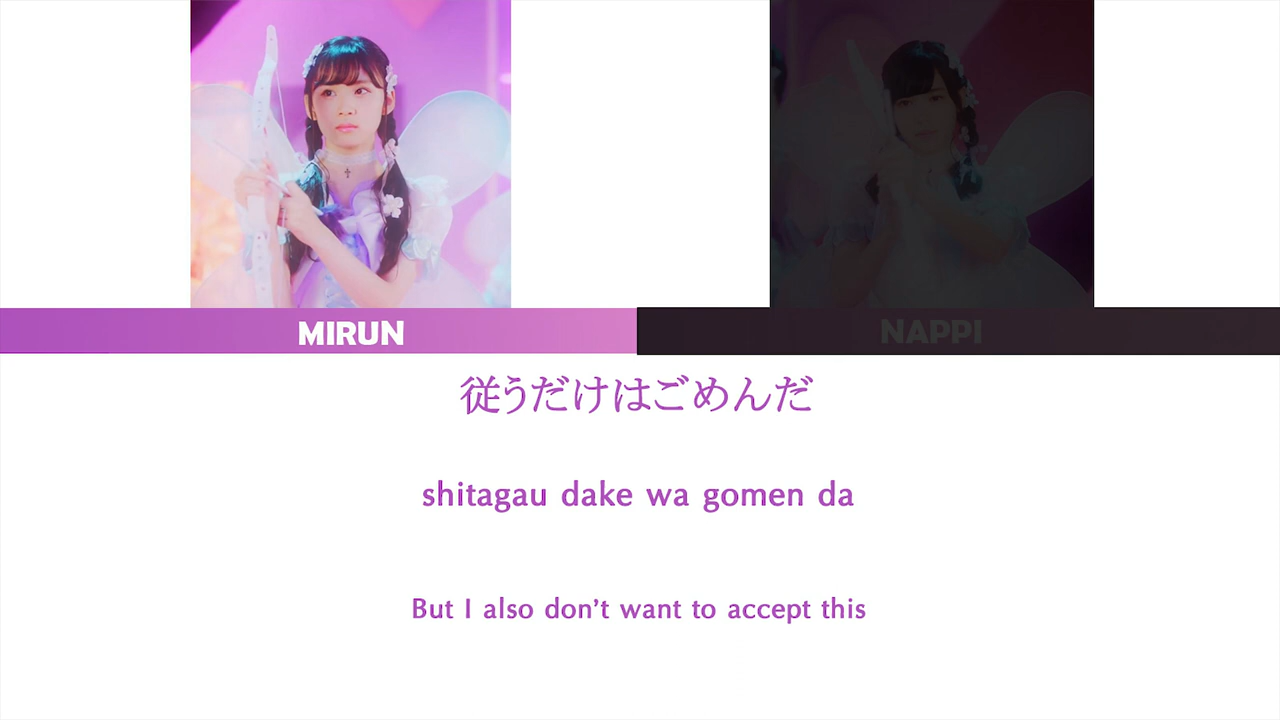 MIRUN
NAPPI
従うだけはごめんだ
shitagau dake wa gomen da
But I also don't want to accept this